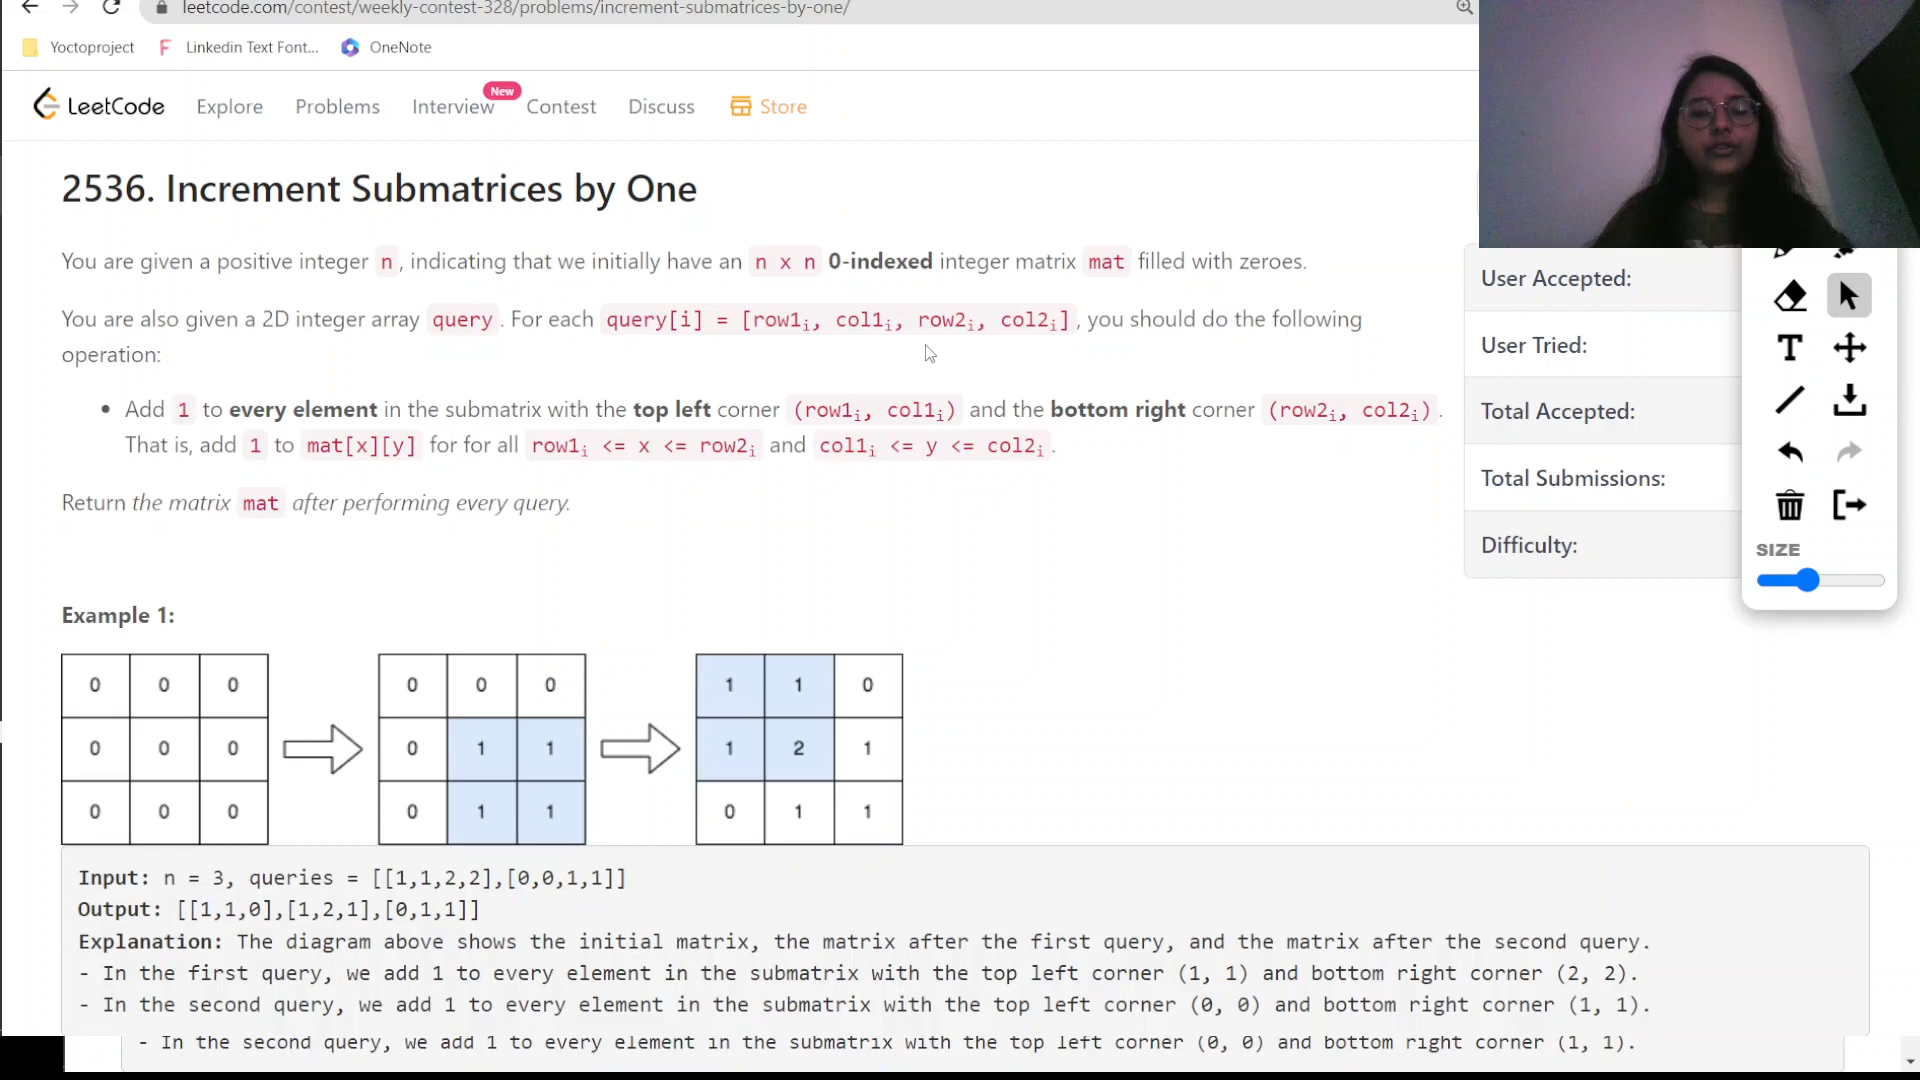 leetcode.com/contest/weekly-contest-328/problems/increment-submatrices-by-one/
Yoctoproject F Linkedin Text Font... OneNote
LeetCode Explore Problems Interview New Contest Discuss Store
2536. Increment Submatrices by One
You are given a positive integer n, indicating that we initially have an n x n 0-indexed integer matrix mat filled with zeroes.
You are also given a 2D integer array query. For each query[i] = [row1ᵢ, col1ᵢ, row2ᵢ, col2ᵢ], you should do the following
operation:
• Add 1 to every element in the submatrix with the top left corner (row1ᵢ, col1ᵢ) and the bottom right corner (row2ᵢ, col2ᵢ).
That is, add 1 to mat[x][y] for for all row1ᵢ <= x <= row2ᵢ and col1ᵢ <= y <= col2ᵢ.
Return the matrix mat after performing every query.
User Accepted:
User Tried:
Total Accepted:
Total Submissions:
Difficulty:
T
SIZE
Example 1:
0 0 0 0 0 0 1 1 0
0 0 0 0 1 1 1 2 1
0 0 0 0 1 1 0 1 1
Input: n = 3, queries = [[1,1,2,2],[0,0,1,1]]
Output: [[1,1,0],[1,2,1],[0,1,1]]
Explanation: The diagram above shows the initial matrix, the matrix after the first query, and the matrix after the second query.
- In the first query, we add 1 to every element in the submatrix with the top left corner (1, 1) and bottom right corner (2, 2).
- In the second query, we add 1 to every element in the submatrix with the top left corner (0, 0) and bottom right corner (1, 1).
- In the second query, we add 1 to every element in the submatrix with the top left corner (0, 0) and bottom right corner (1, 1).